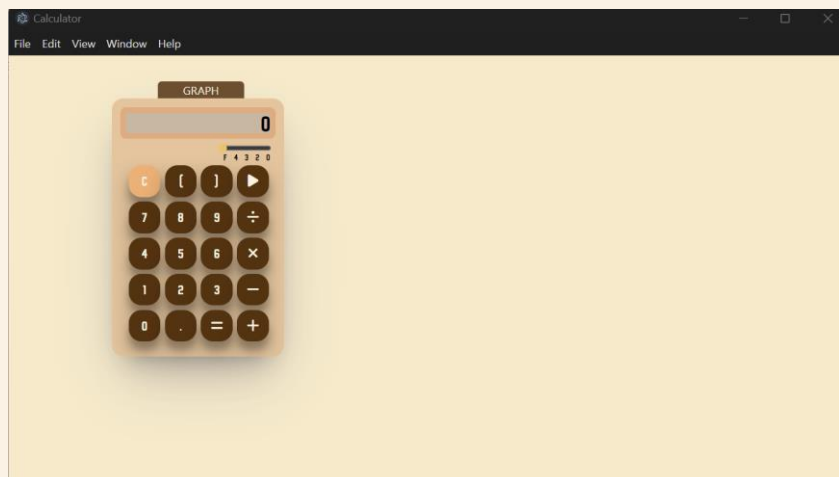 Calculator
File Edit View Window Help
GRAPH
0
F 4 3 2 0
C ( )
7 8 9 ÷
4 5 6 ×
1 2 3 −
0 . = +